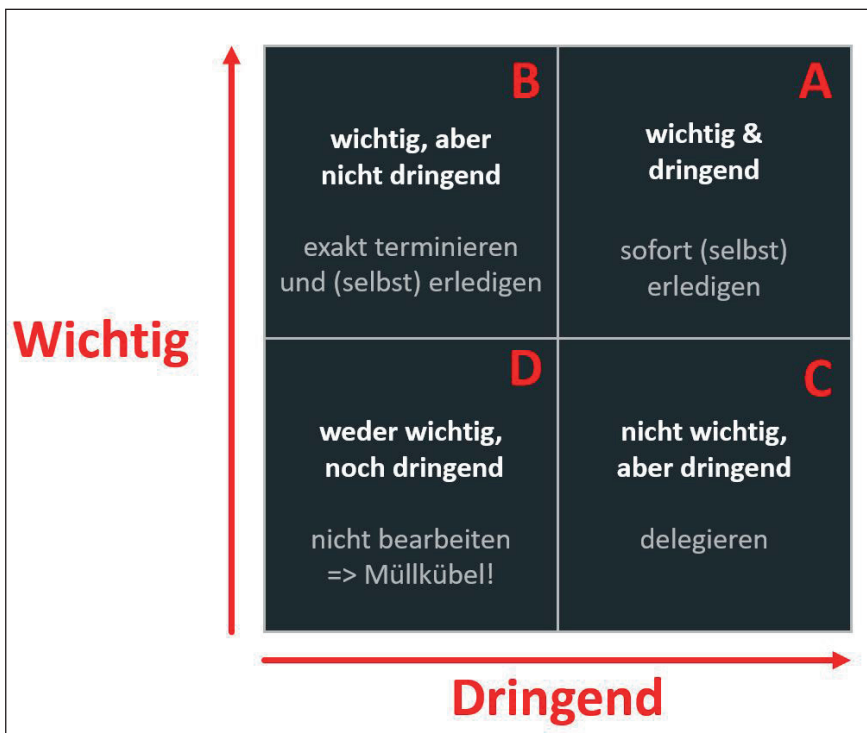 B
wichtig, aber
nicht dringend
exakt terminieren
und (selbst) erledigen
A
wichtig &
dringend
sofort (selbst)
erledigen
Wichtig
D
weder wichtig,
noch dringend
nicht bearbeiten
=> Müllkübel!
C
nicht wichtig,
aber dringend
delegieren
Dringend